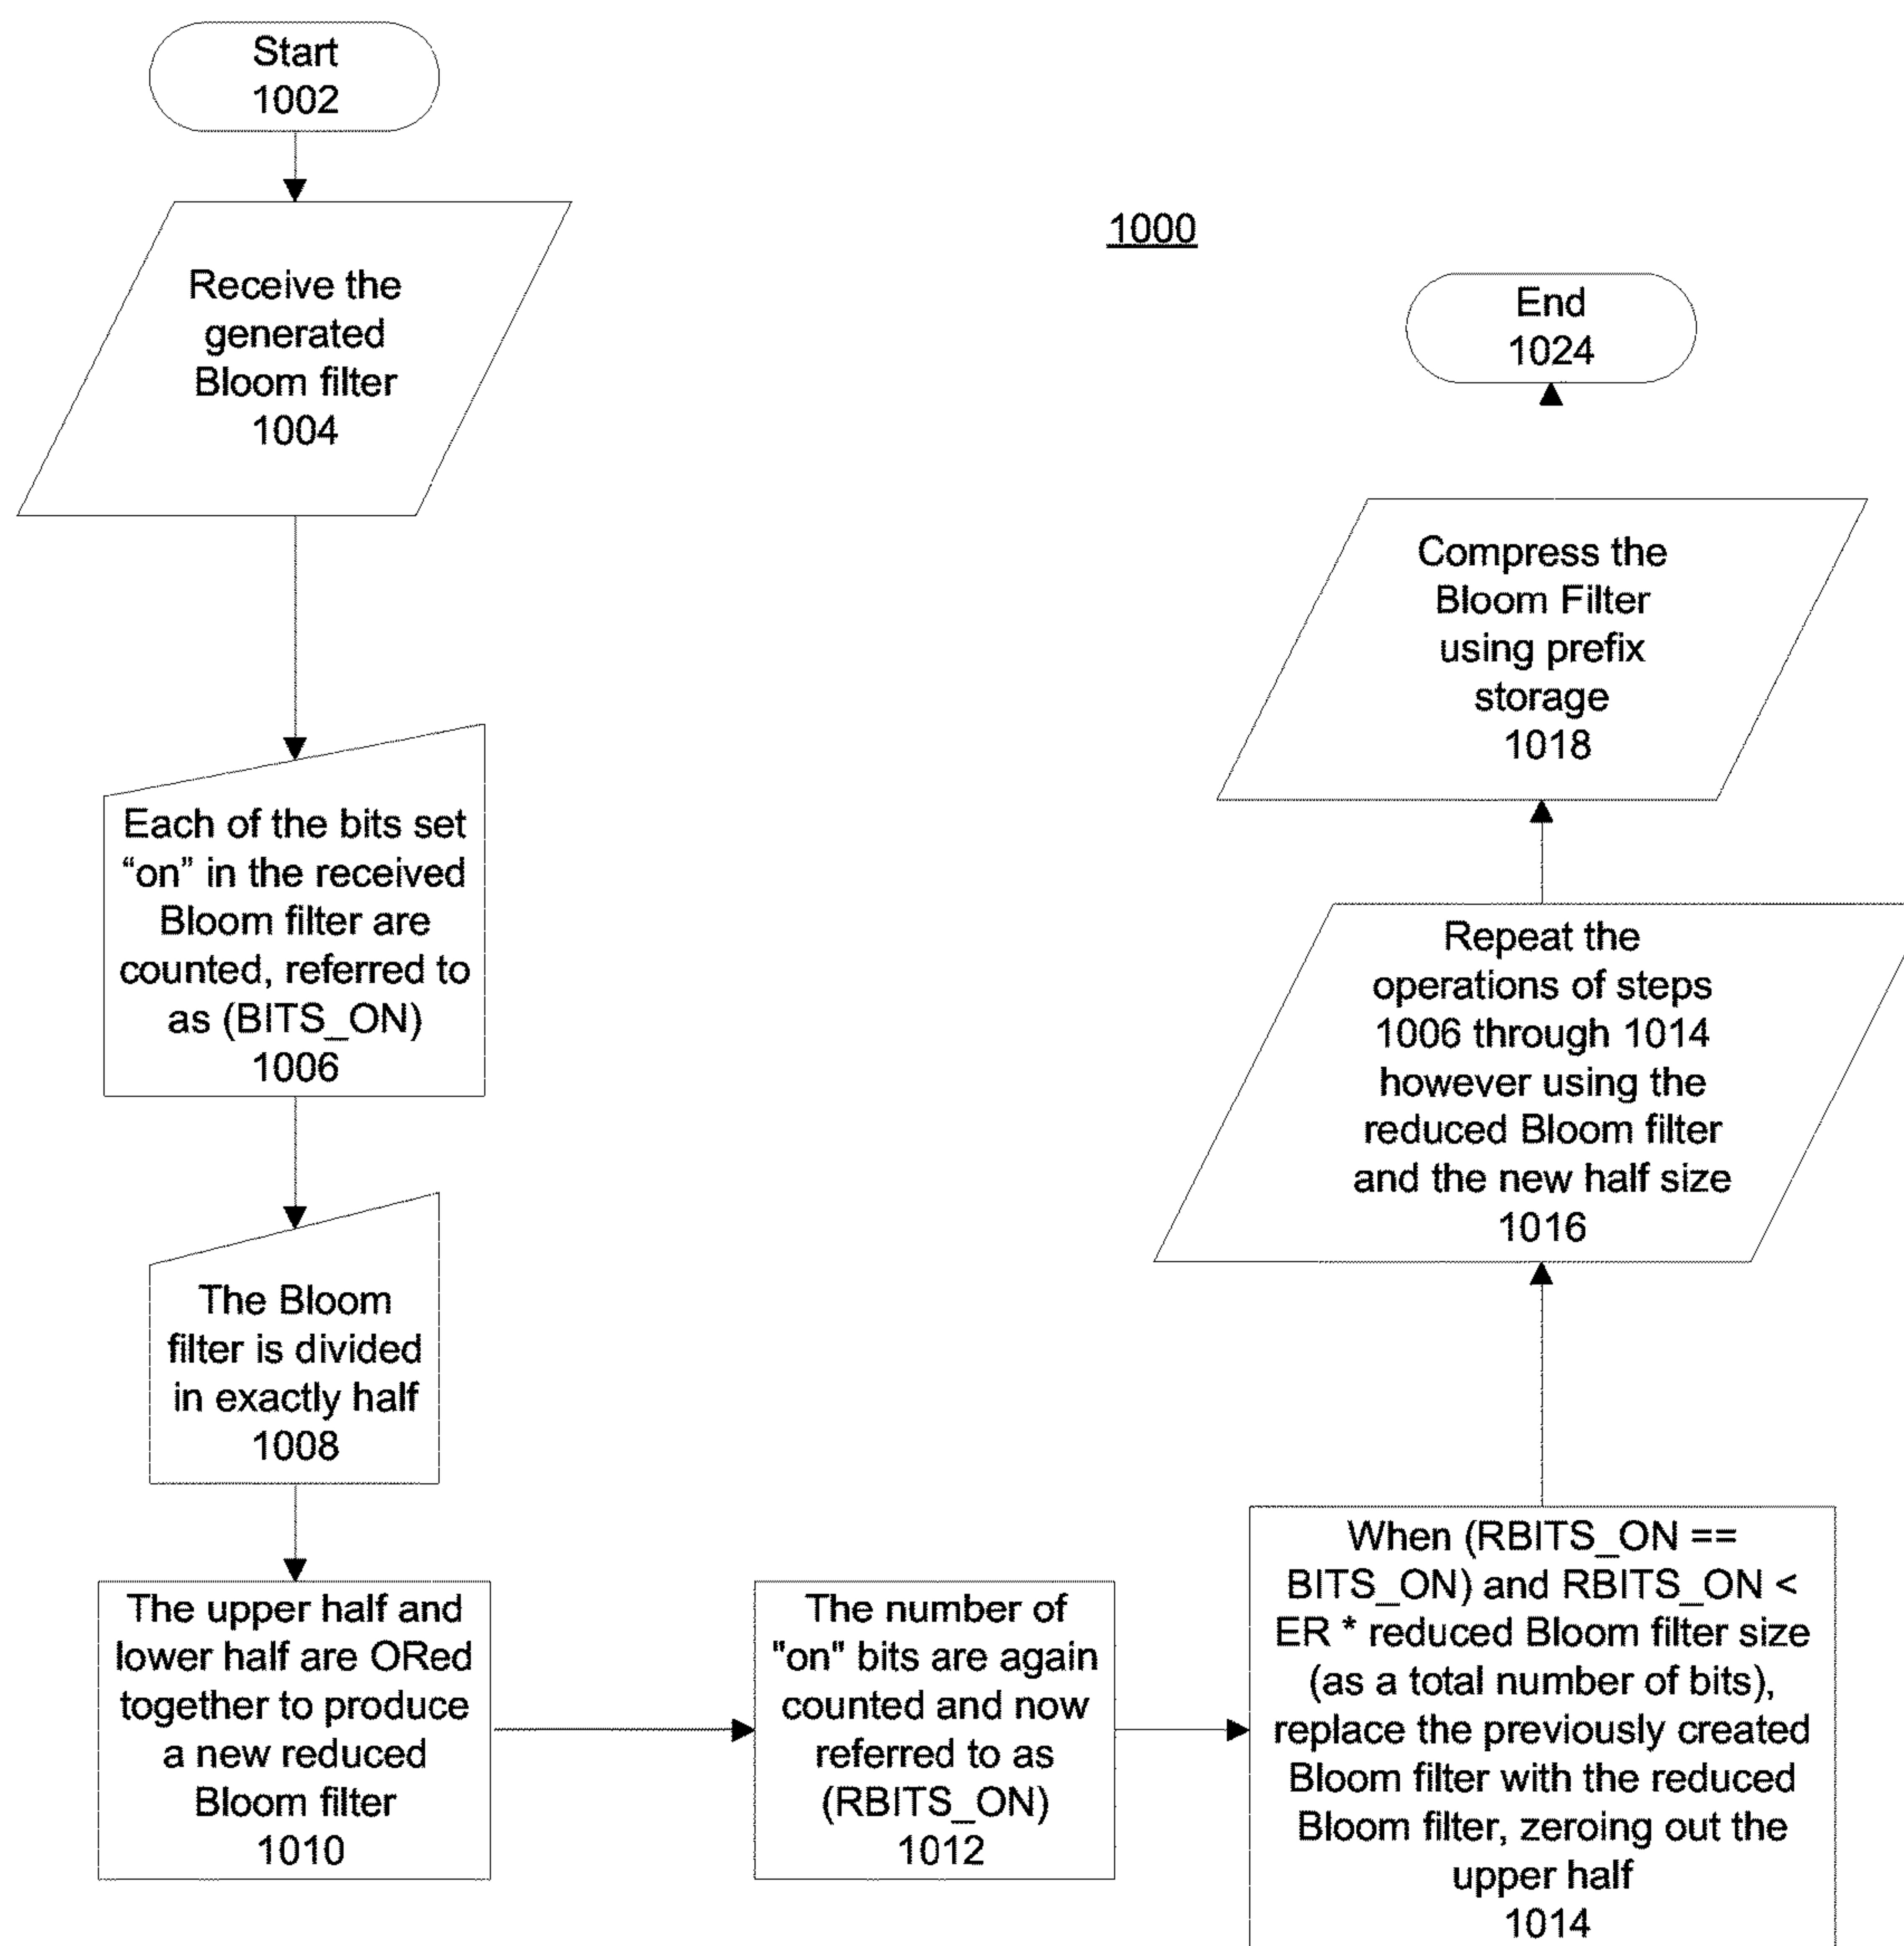 Start
1002
Receive the
generated
Bloom filter
1004
Each of the bits set
“on” in the received
Bloom filter are
counted, referred to
as (BITS_ON)
1006
The Bloom
filter is divided
in exactly half
1008
The upper half and
lower half are ORed
together to produce
a new reduced
Bloom filter
1010
The number of
"on" bits are again
counted and now
referred to as
(RBITS_ON)
1012
When (RBITS_ON ==
BITS_ON) and RBITS_ON <
ER * reduced Bloom filter size
(as a total number of bits),
replace the previously created
Bloom filter with the reduced
Bloom filter, zeroing out the
upper half
1014
Repeat the
operations of steps
1006 through 1014
however using the
reduced Bloom filter
and the new half size
1016
Compress the
Bloom Filter
using prefix
storage
1018
End
1024
1000